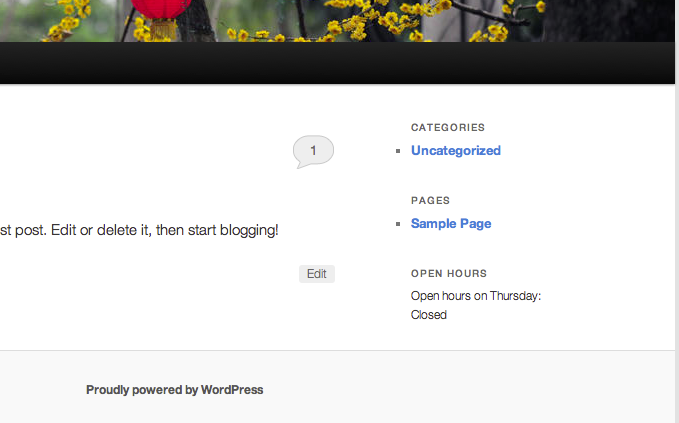 1
st post. Edit or delete it, then start blogging!
Edit
CATEGORIES
Uncategorized
PAGES
Sample Page
OPEN HOURS
Open hours on Thursday:
Closed
Proudly powered by WordPress